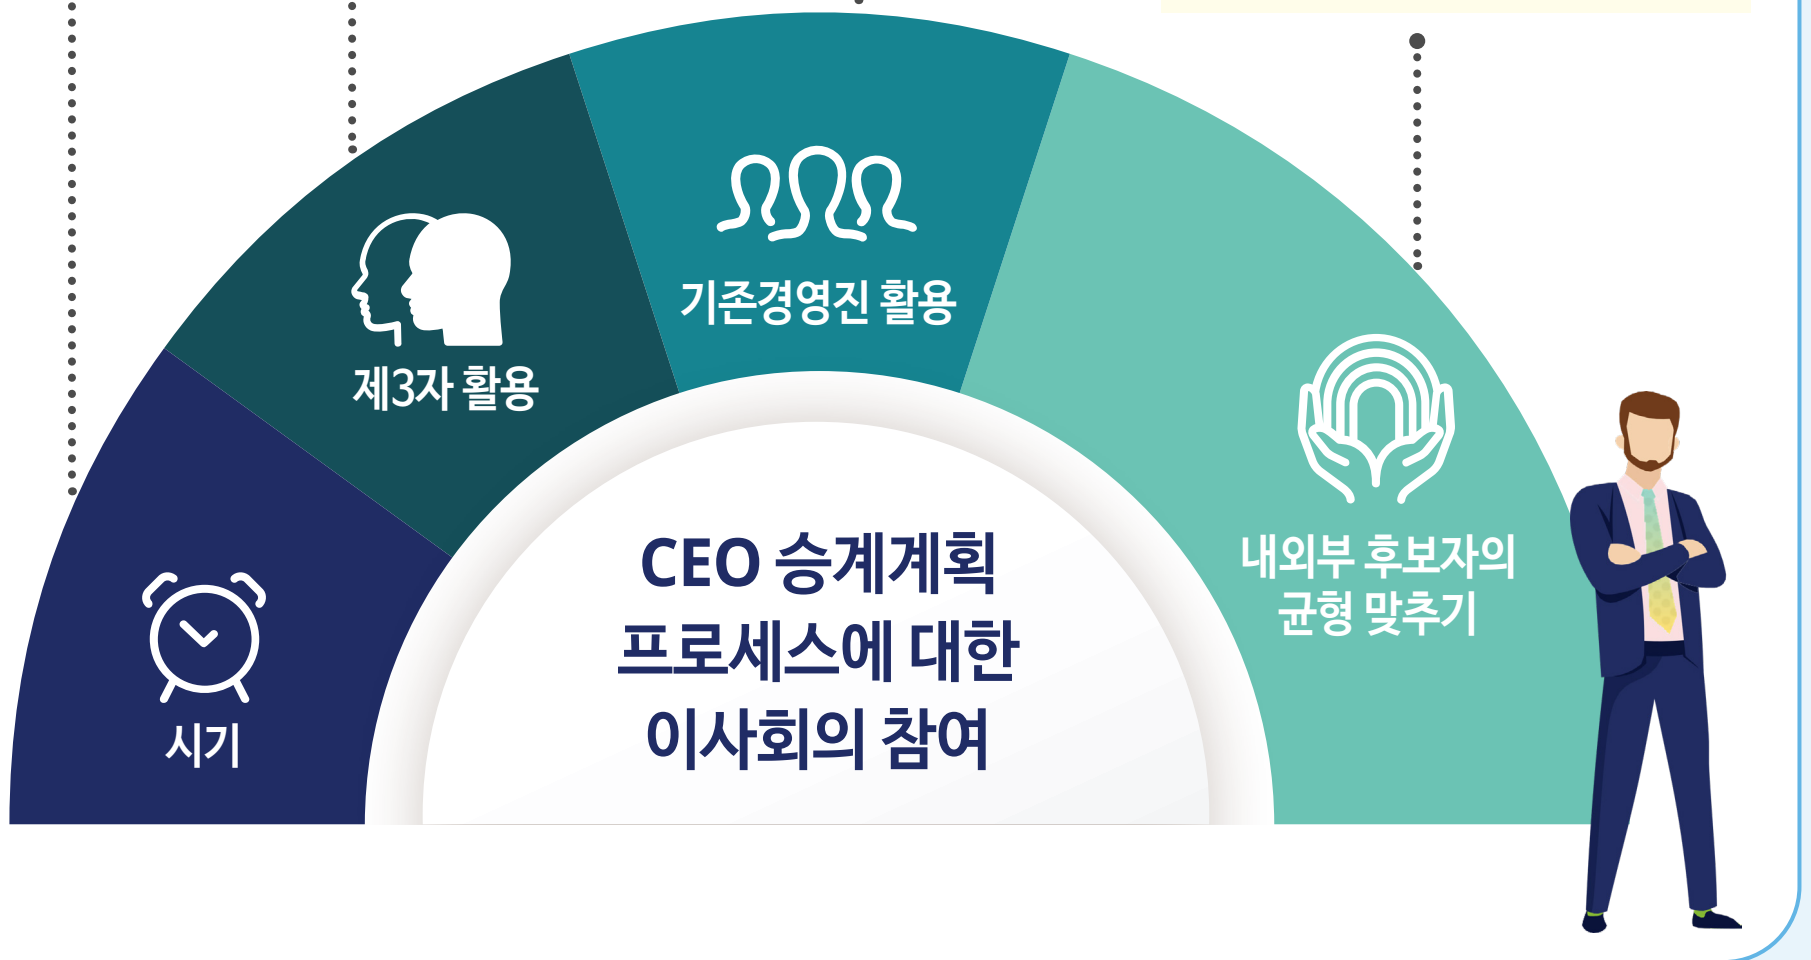 시기
제3자 활용
기존경영진 활용
내외부 후보자의
균형 맞추기
CEO 승계계획
프로세스에 대한
이사회의 참여